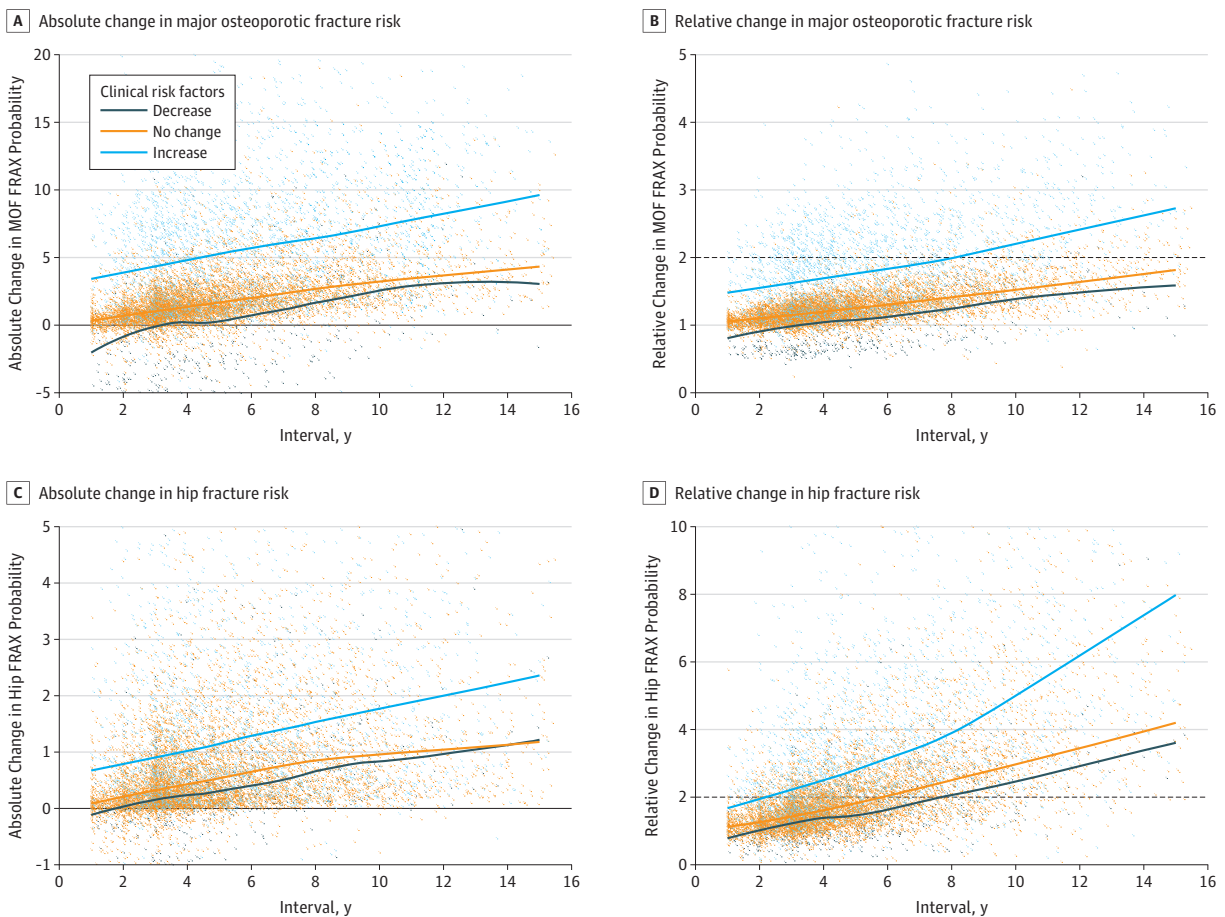 A Absolute change in major osteoporotic fracture risk
Absolute Change in MOF FRAX Probability
20
15
10
5
0
-5
Clinical risk factors
Decrease
No change
Increase
0 2 4 6 8 10 12 14 16
Interval, y
B Relative change in major osteoporotic fracture risk
Relative Change in MOF FRAX Probability
5
4
3
2
1
0
0 2 4 6 8 10 12 14 16
Interval, y
C Absolute change in hip fracture risk
Absolute Change in Hip FRAX Probability
5
4
3
2
1
0
-1
0 2 4 6 8 10 12 14 16
Interval, y
D Relative change in hip fracture risk
Relative Change in Hip FRAX Probability
10
8
6
4
2
0
0 2 4 6 8 10 12 14 16
Interval, y